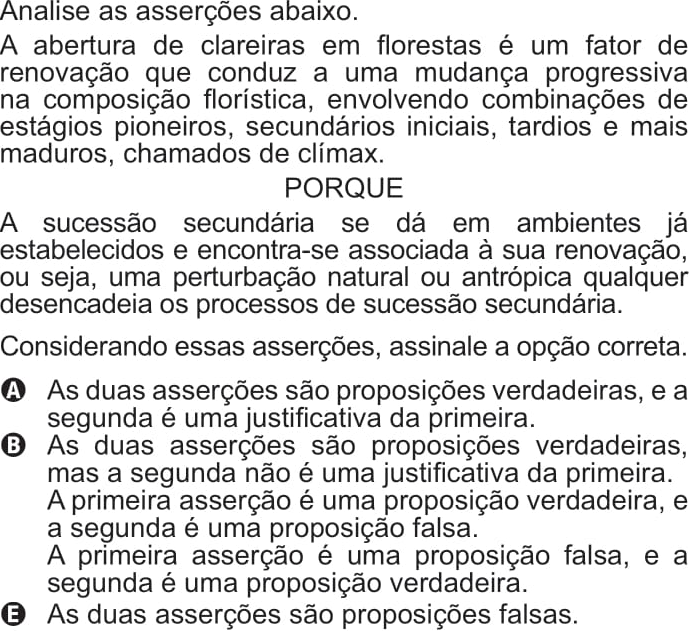 Analise as asserções abaixo.
A abertura de clareiras em florestas é um fator de
renovação que conduz a uma mudança progressiva
na composição florística, envolvendo combinações de
estágios pioneiros, secundários iniciais, tardios e mais
maduros, chamados de clímax.
PORQUE
A sucessão secundária se dá em ambientes já
estabelecidos e encontra-se associada à sua renovação,
ou seja, uma perturbação natural ou antrópica qualquer
desencadeia os processos de sucessão secundária.
Considerando essas asserções, assinale a opção correta.
A As duas asserções são proposições verdadeiras, e a
segunda é uma justificativa da primeira.
B As duas asserções são proposições verdadeiras,
mas a segunda não é uma justificativa da primeira.
A primeira asserção é uma proposição verdadeira, e
a segunda é uma proposição falsa.
A primeira asserção é uma proposição falsa, e a
segunda é uma proposição verdadeira.
E As duas asserções são proposições falsas.